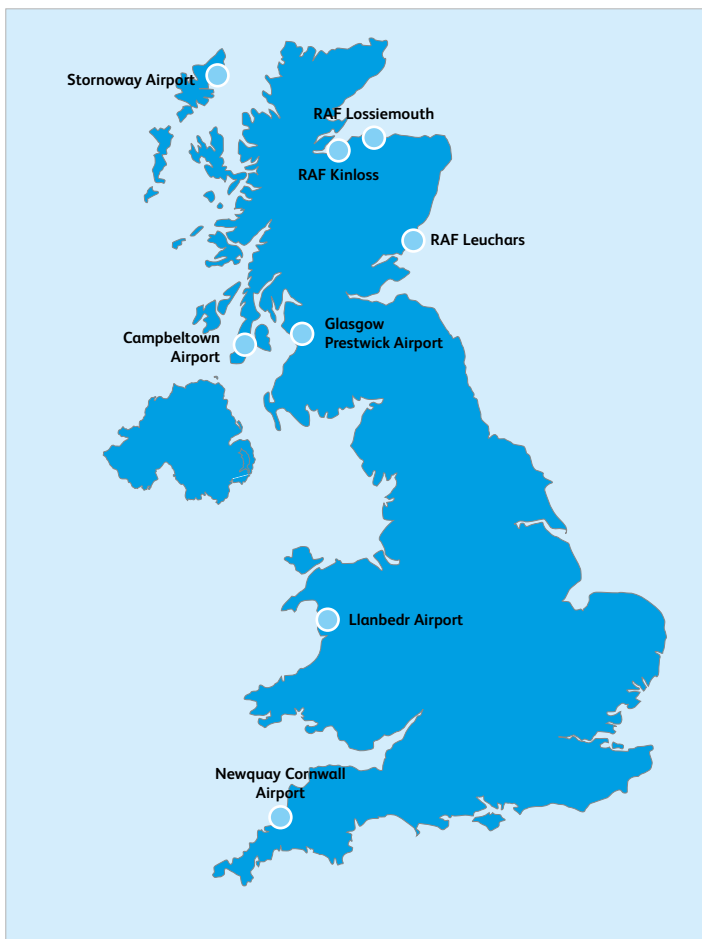 Stornoway Airport
RAF Lossiemouth
RAF Kinloss
RAF Leuchars
Glasgow
Prestwick Airport
Campbeltown
Airport
Llanbedr Airport
Newquay Cornwall
Airport